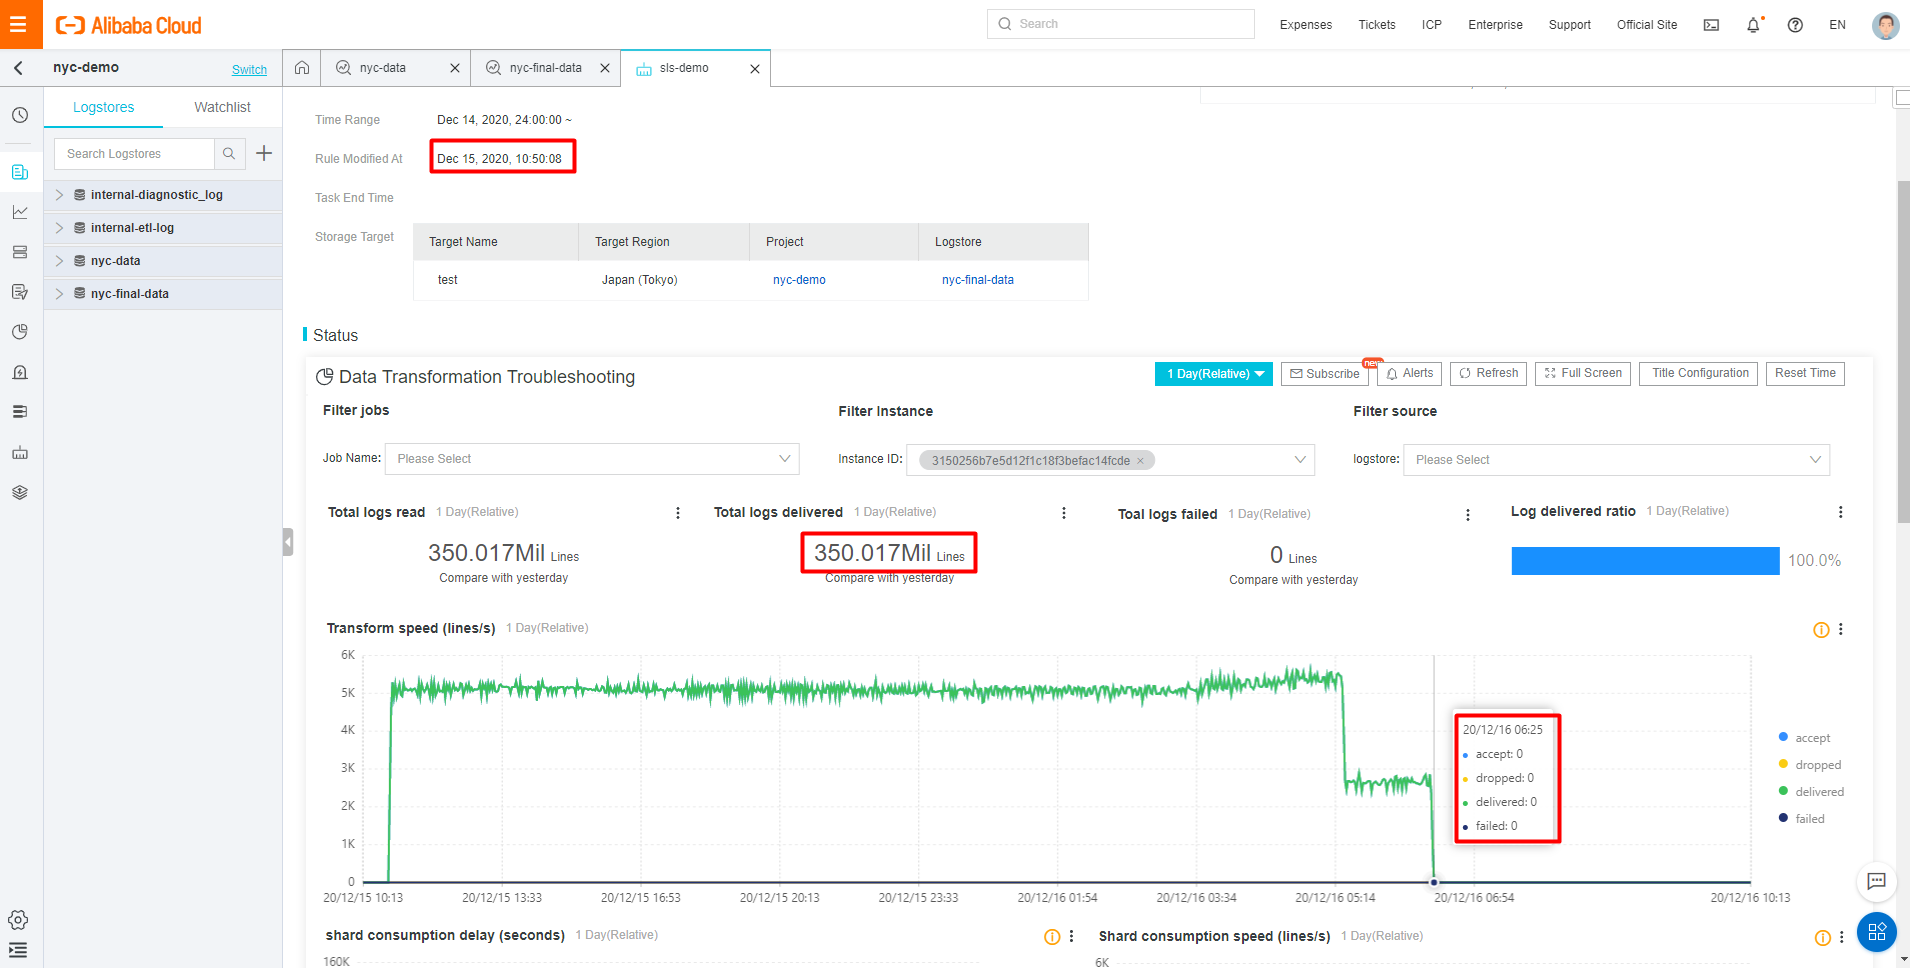 Alibaba Cloud
Search
Expenses
Tickets
ICP
Enterprise
Support
Official Site
EN
nyc-demo
Switch
nyc-data
nyc-final-data
sls-demo
Logstores
Watchlist
Search Logstores
internal-diagnostic_log
internal-etl-log
nyc-data
nyc-final-data
Time Range
Dec 14, 2020, 24:00:00 ~
Rule Modified At
Dec 15, 2020, 10:50:08
Task End Time
Storage Target
Target Name
Target Region
Project
Logstore
test
Japan (Tokyo)
nyc-demo
nyc-final-data
Status
Data Transformation Troubleshooting
1 Day(Relative)
Subscribe
new
Alerts
Refresh
Full Screen
Title Configuration
Reset Time
Filter jobs
Filter Instance
Filter source
Job Name:
Please Select
Instance ID:
3150256b7e5d12f1c18f3befac14fcde ×
logstore:
Please Select
Total logs read 1 Day(Relative)
350.017Mil Lines
Compare with yesterday
Total logs delivered 1 Day(Relative)
350.017Mil Lines
Compare with yesterday
Toal logs failed 1 Day(Relative)
0 Lines
Compare with yesterday
Log delivered ratio 1 Day(Relative)
100.0%
Transform speed (lines/s) 1 Day(Relative)
6K
5K
4K
3K
2K
1K
0
20/12/15 10:13
20/12/15 13:33
20/12/15 16:53
20/12/15 20:13
20/12/15 23:33
20/12/16 01:54
20/12/16 03:34
20/12/16 05:14
20/12/16 06:54
20/12/16 10:13
20/12/16 06:25
accept: 0
dropped: 0
delivered: 0
failed: 0
accept
dropped
delivered
failed
shard consumption delay (seconds) 1 Day(Relative)
160K
Shard consumption speed (lines/s) 1 Day(Relative)
6K